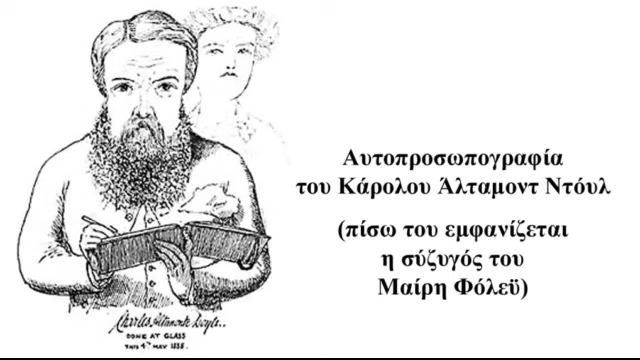 Αυτοπροσωπογραφία
του Κάρολου Άλταμοντ Ντόυλ
(πίσω του εμφανίζεται
η σύζυγός του
Μαίρη Φόλεϋ)
Charles Altamont Doyle.
DONE AT GLASS
THIS 4TH MAY 1885.